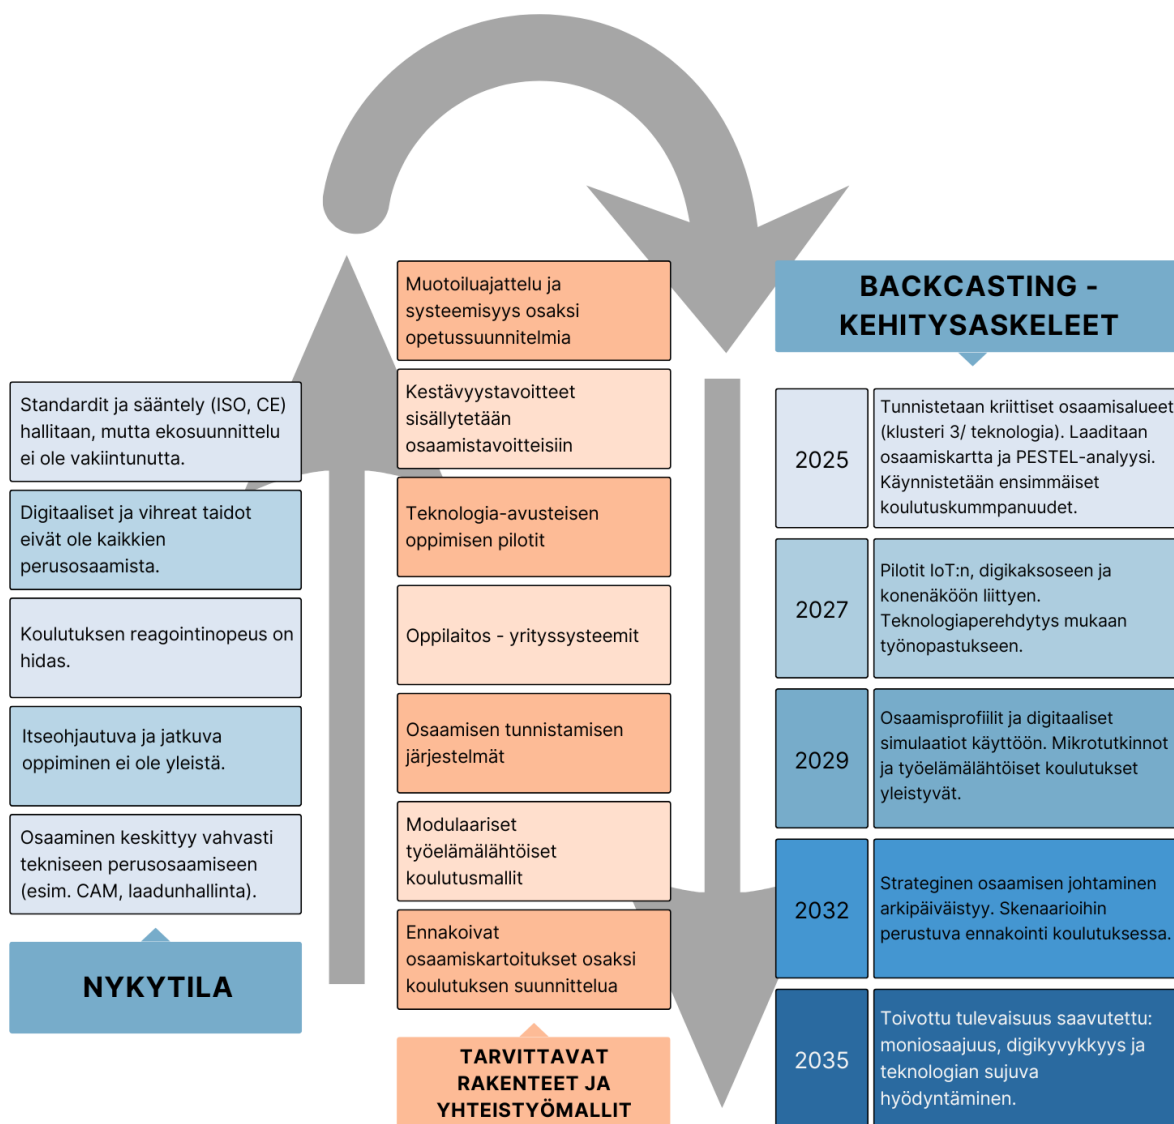 Standardit ja sääntely (ISO, CE)
hallitaan, mutta ekosuunnittelu
ei ole vakiintunutta.
Digitaaliset ja vihreat taidot
eivät ole kaikkien
perusosaamista.
Koulutuksen reagointinopeus on
hidas.
Itseohjautuva ja jatkuva
oppiminen ei ole yleistä.
Osaaminen keskittyy vahvasti
tekniseen perusosaamiseen
(esim. CAM, laadunhallinta).
NYKYTILA
Muotoiluajattelu ja
systeemisyys osaksi
opetussuunnitelmia
Kestävyystavoitteet
sisällytetään
osaamistavoitteisiin
Teknologia-avusteisen
oppimisen pilotit
Oppilaitos - yrityssysteemit
Osaamisen tunnistamisen
järjestelmät
Modulaariset
työelämälähtöiset
koulutusmallit
Ennakoivat
osaamiskartoitukset osaksi
koulutuksen suunnittelua
TARVITTAVAT
RAKENTEET JA
YHTEISTYÖMALLIT
BACKCASTING -
KEHITYSASKELEET
2025
Tunnistetaan kriittiset osaamisalueet
(klusteri 3/ teknologia). Laaditaan
osaamiskartta ja PESTEL-analyysi.
Käynnistetään ensimmäiset
koulutuskummpanuudet.
2027
Pilotit IoT:n, digikaksoseen ja
konenäköön liittyen.
Teknologiaperehdytys mukaan
työnopastukseen.
2029
Osaamisprofiilit ja digitaaliset
simulaatiot käyttöön. Mikrotutkinnot
ja työelämälähtöiset koulutukset
yleistyvät.
2032
Strateginen osaamisen johtaminen
arkipäiväistyy. Skenaarioihin
perustuva ennakointi koulutuksessa.
2035
Toivottu tulevaisuus saavutettu:
moniosaajuus, digikyvykkyys ja
teknologian sujuva
hyödyntäminen.